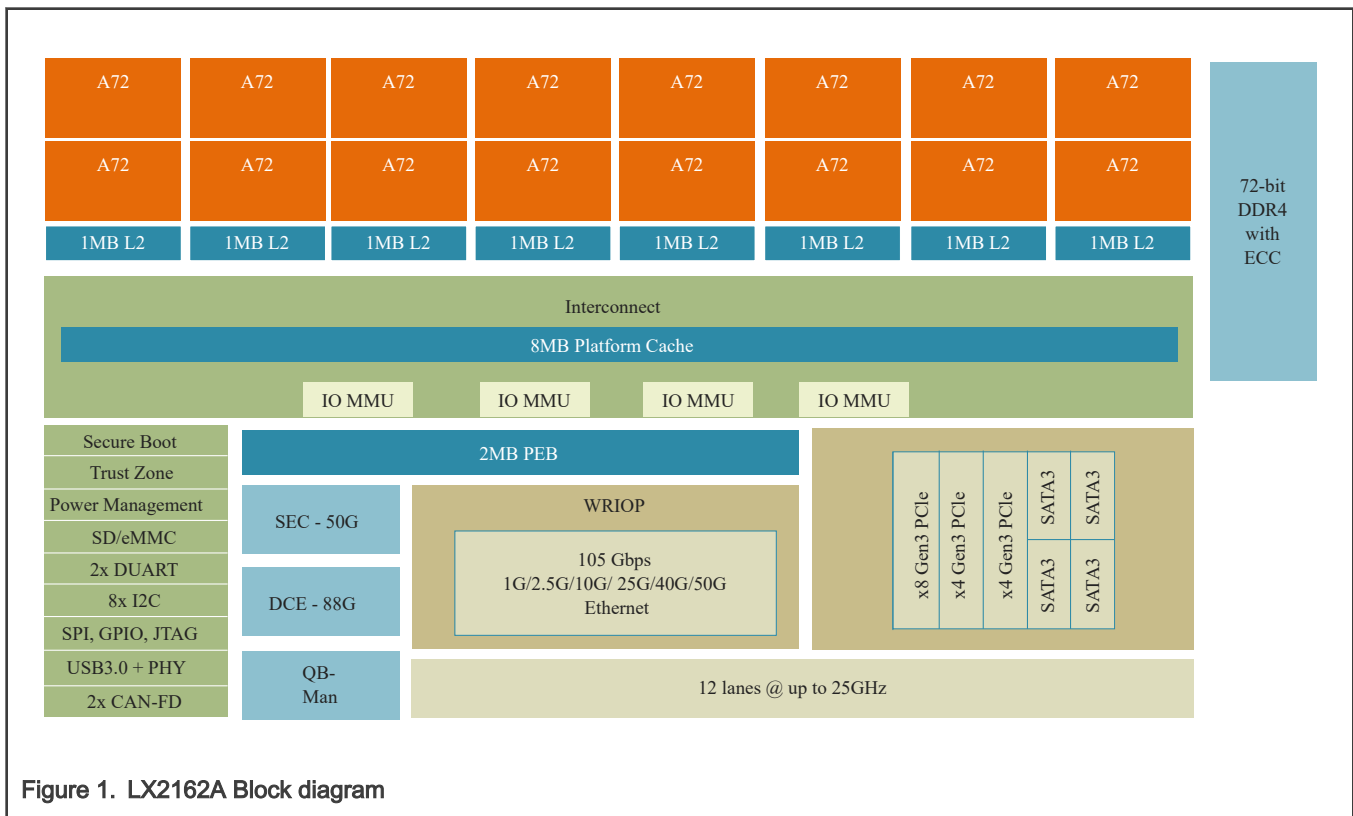 A72 A72 A72 A72 A72 A72 A72 A72
A72 A72 A72 A72 A72 A72 A72 A72
1MB L2 1MB L2 1MB L2 1MB L2 1MB L2 1MB L2 1MB L2 1MB L2
72-bit
DDR4
with
ECC
Interconnect
8MB Platform Cache
IO MMU IO MMU IO MMU IO MMU
Secure Boot
Trust Zone
Power Management
SD/eMMC
2x DUART
8x I2C
SPI, GPIO, JTAG
USB3.0 + PHY
2x CAN-FD
2MB PEB
SEC - 50G
DCE - 88G
QB-
Man
WRIOP
105 Gbps
1G/2.5G/10G/ 25G/40G/50G
Ethernet
x8 Gen3 PCIe
x4 Gen3 PCIe
x4 Gen3 PCIe
SATA3
SATA3
SATA3
SATA3
12 lanes @ up to 25GHz
Figure 1. LX2162A Block diagram